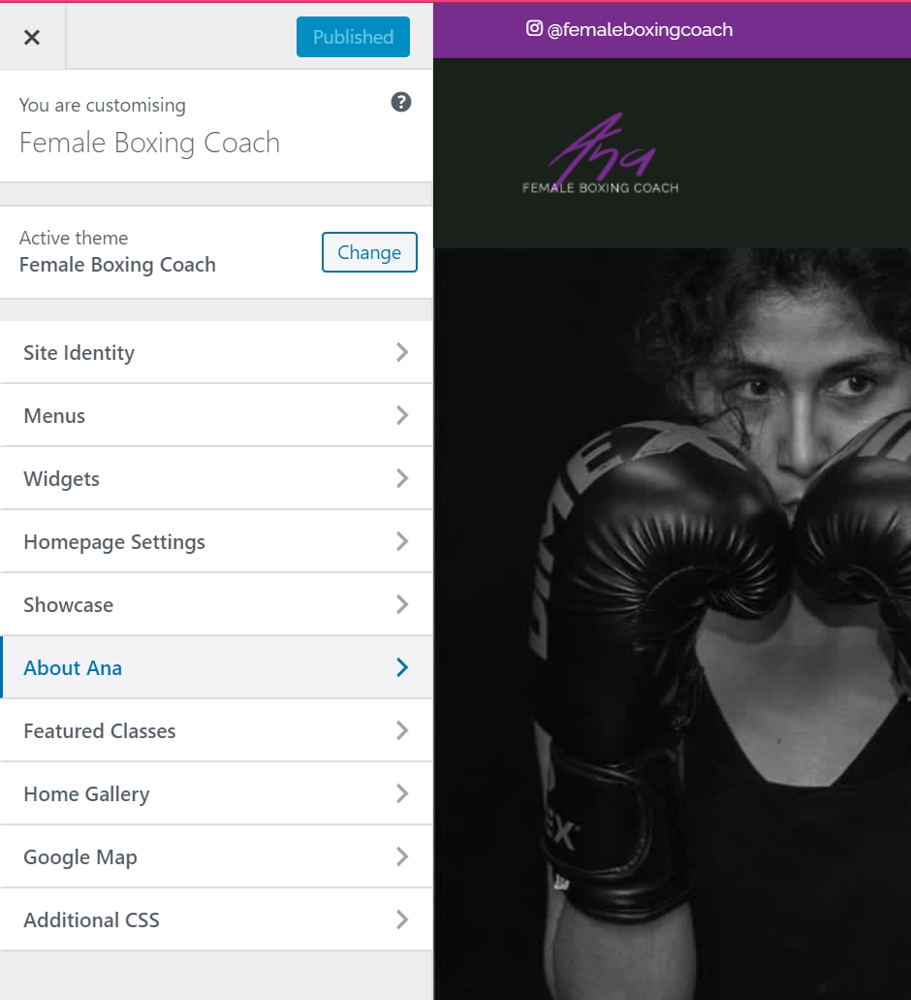 Published
You are customising
Female Boxing Coach
Active theme
Female Boxing Coach
Change
Site Identity
Menus
Widgets
Homepage Settings
Showcase
About Ana
Featured Classes
Home Gallery
Google Map
Additional CSS
@femaleboxingcoach
Ana
FEMALE BOXING COACH